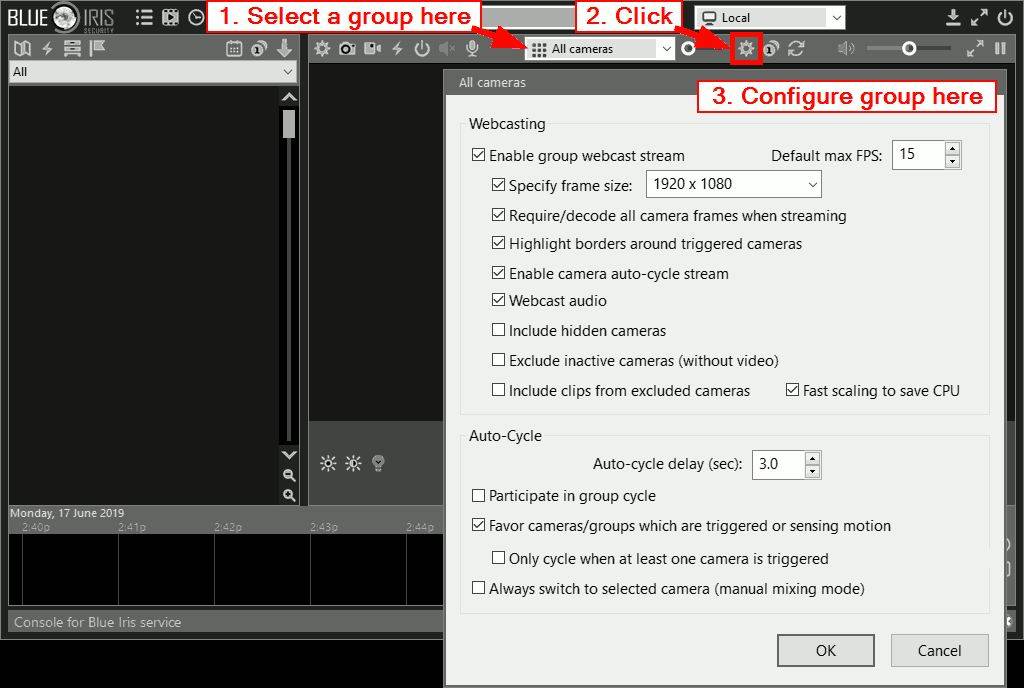 BLUE IRIS
SECURITY
1. Select a group here
2. Click
Local
All cameras
All
All cameras
3. Configure group here
Webcasting
Enable group webcast stream
Default max FPS:
15
Specify frame size:
1920 x 1080
Require/decode all camera frames when streaming
Highlight borders around triggered cameras
Enable camera auto-cycle stream
Webcast audio
Include hidden cameras
Exclude inactive cameras (without video)
Include clips from excluded cameras
Fast scaling to save CPU
Auto-Cycle
Auto-cycle delay (sec):
3.0
Participate in group cycle
Favor cameras/groups which are triggered or sensing motion
Only cycle when at least one camera is triggered
Always switch to selected camera (manual mixing mode)
OK
Cancel
Monday, 17 June 2019
2:40p
2:41p
2:42p
2:43p
2:44p
Console for Blue Iris service